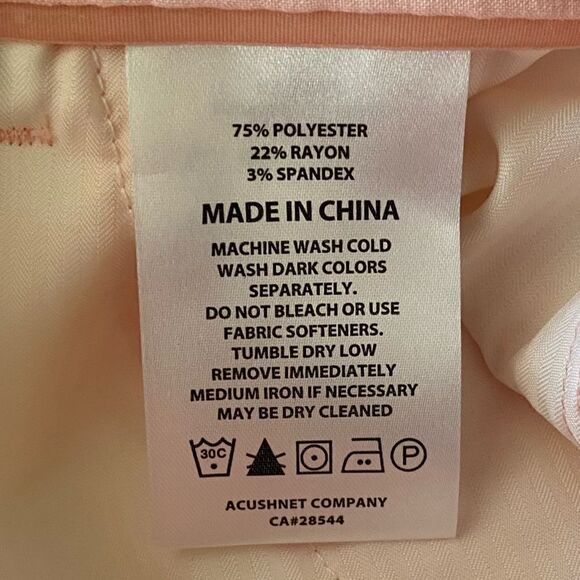 75% POLYESTER
22% RAYON
3% SPANDEX
MADE IN CHINA
MACHINE WASH COLD
WASH DARK COLORS
SEPARATELY.
DO NOT BLEACH OR USE
FABRIC SOFTENERS.
TUMBLE DRY LOW
REMOVE IMMEDIATELY
MEDIUM IRON IF NECESSARY
MAY BE DRY CLEANED
30C P
ACUSHNET COMPANY
CA#28544